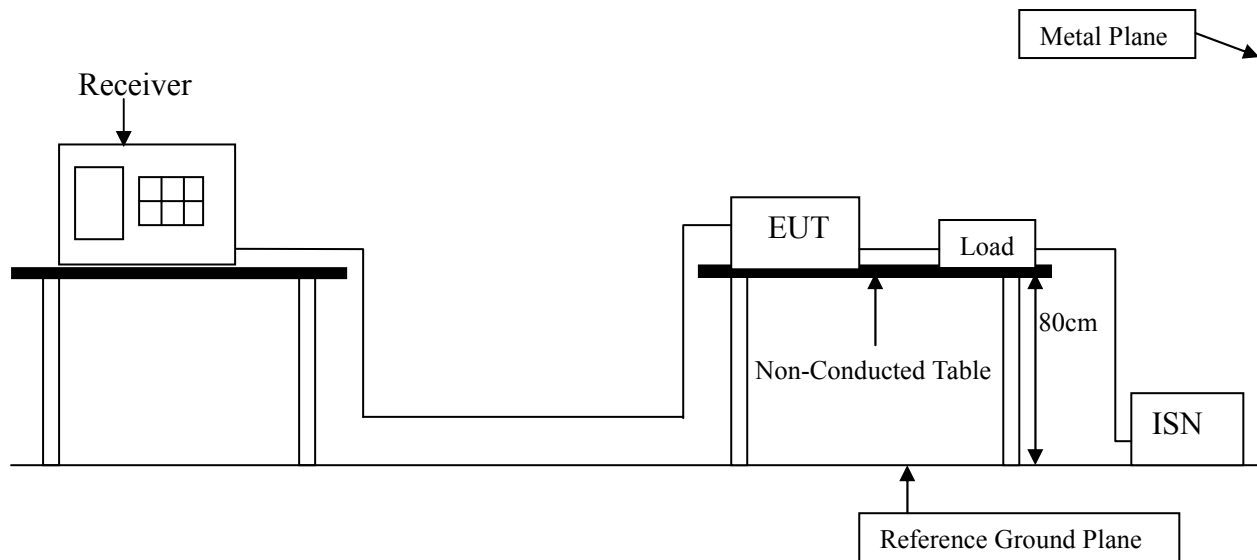 Metal Plane
Receiver
EUT
Load
80cm
Non-Conducted Table
ISN
Reference Ground Plane